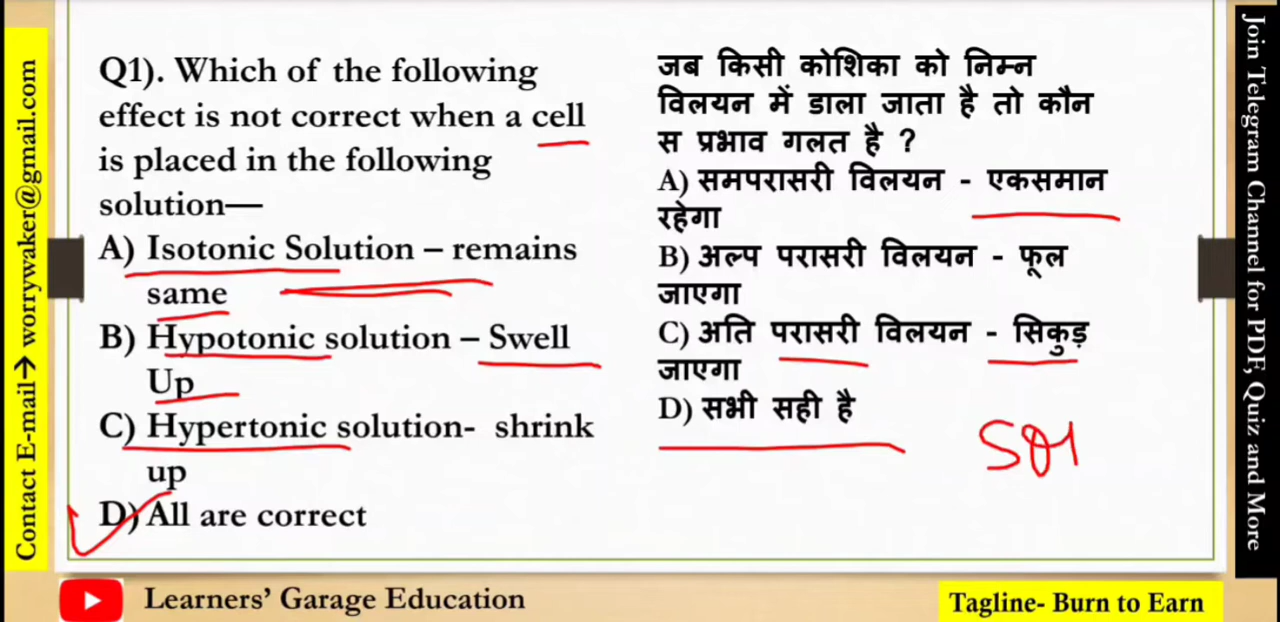 Contact E-mail→ worrywaker@gmail.com
Q1). Which of the following
effect is not correct when a cell
is placed in the following
solution—
A) Isotonic Solution – remains
same
B) Hypotonic solution – Swell
Up
C) Hypertonic solution- shrink
up
D) All are correct
जब किसी कोशिका को निम्न
विलयन में डाला जाता है तो कौन
स प्रभाव गलत है ?
A) समपरासरी विलयन - एकसमान
रहेगा
B) अल्प परासरी विलयन - फूल
जाएगा
C) अति परासरी विलयन - सिकुड़
जाएगा
D) सभी सही है
Join Telegram Channel for PDF, Quiz and More
Learners’ Garage Education
Tagline- Burn to Earn